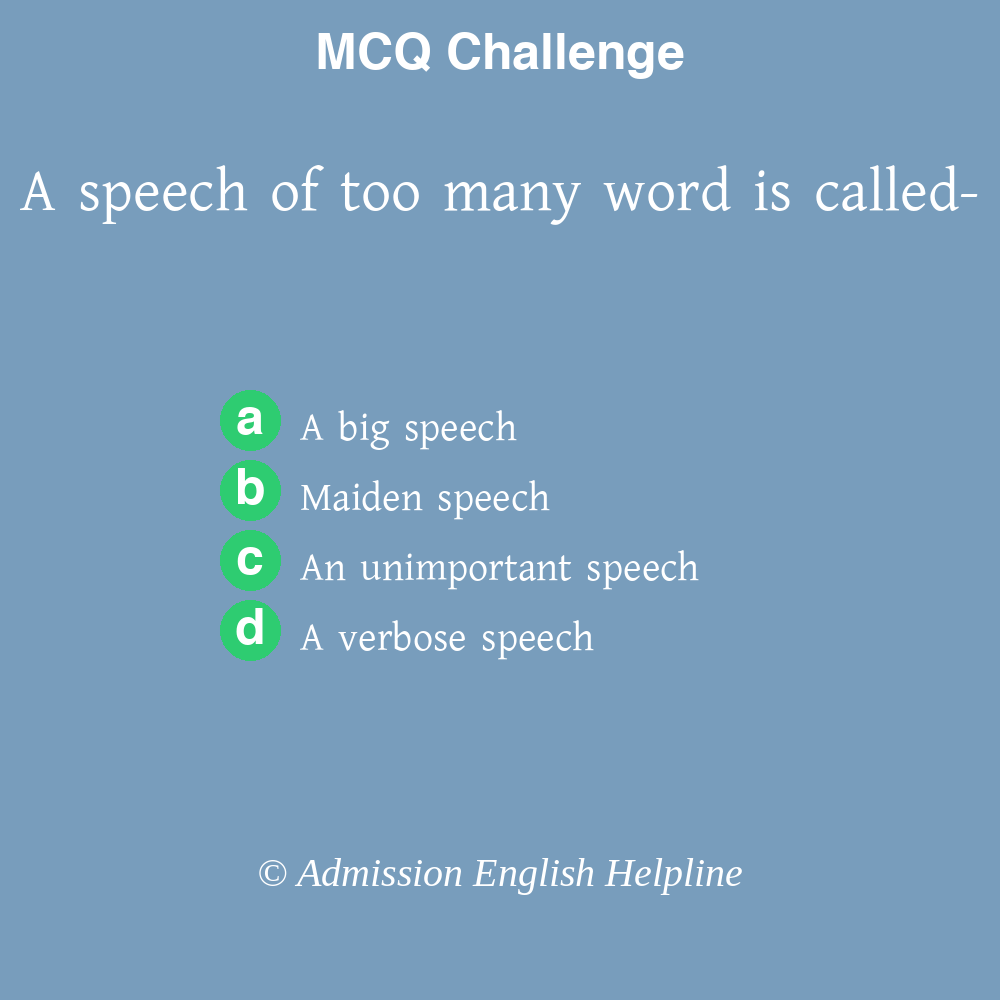 MCQ Challenge
A speech of too many word is called-
a A big speech
b Maiden speech
c An unimportant speech
d A verbose speech
© Admission English Helpline